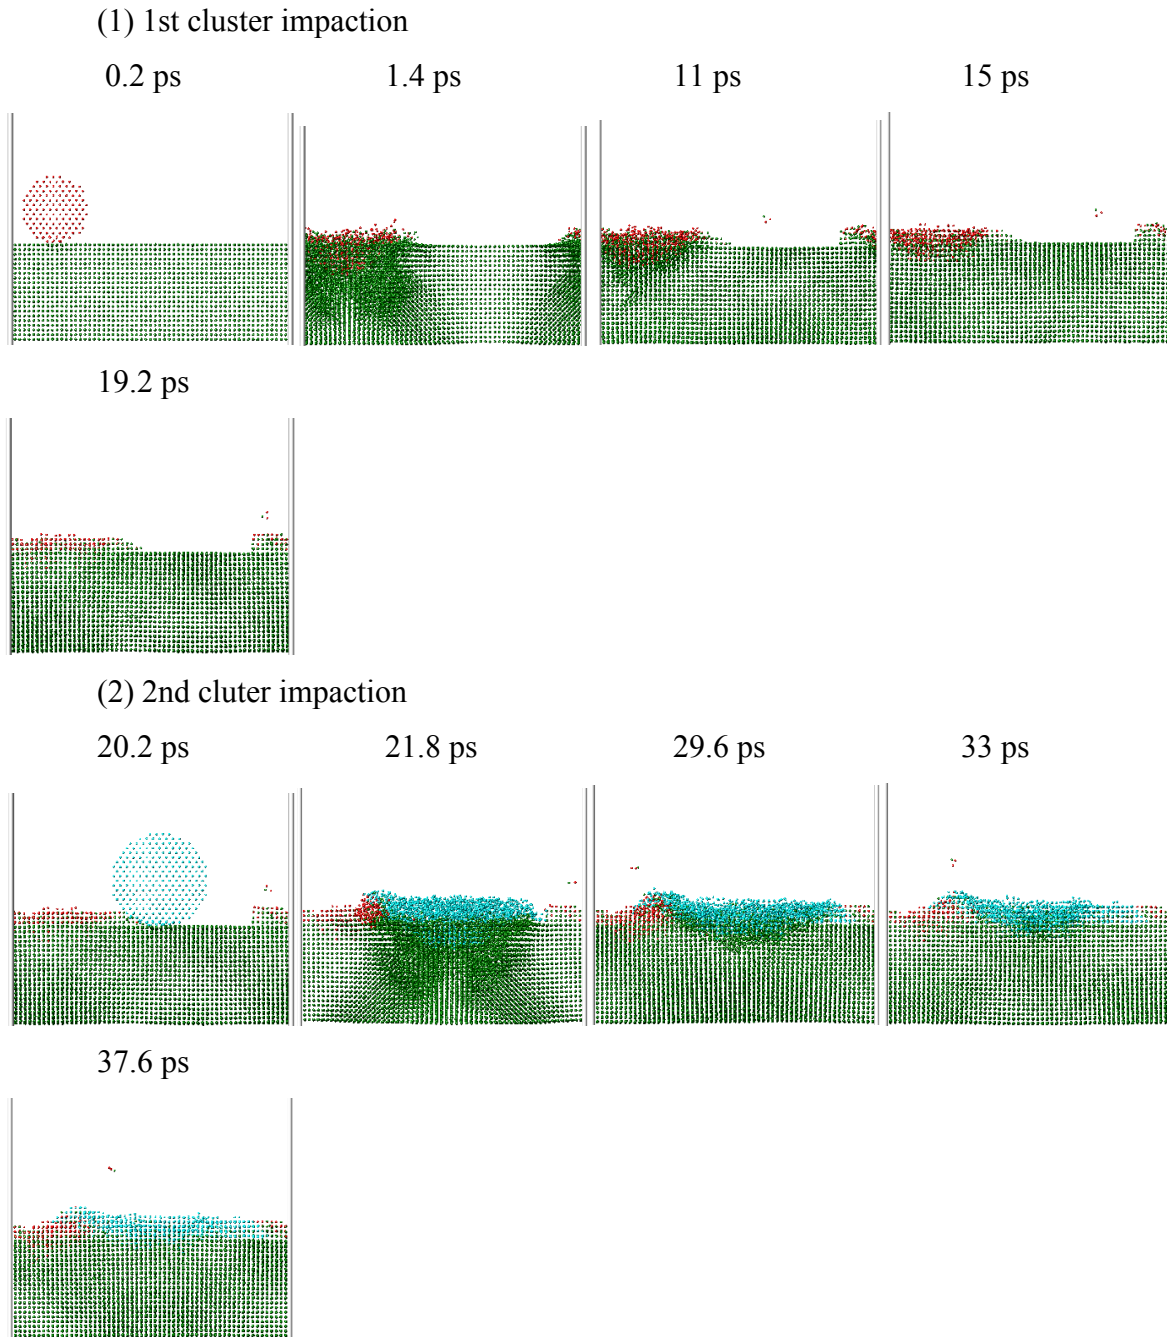 (1) 1st cluster impaction
0.2 ps 1.4 ps 11 ps 15 ps
19.2 ps
(2) 2nd cluter impaction
20.2 ps 21.8 ps 29.6 ps 33 ps
37.6 ps